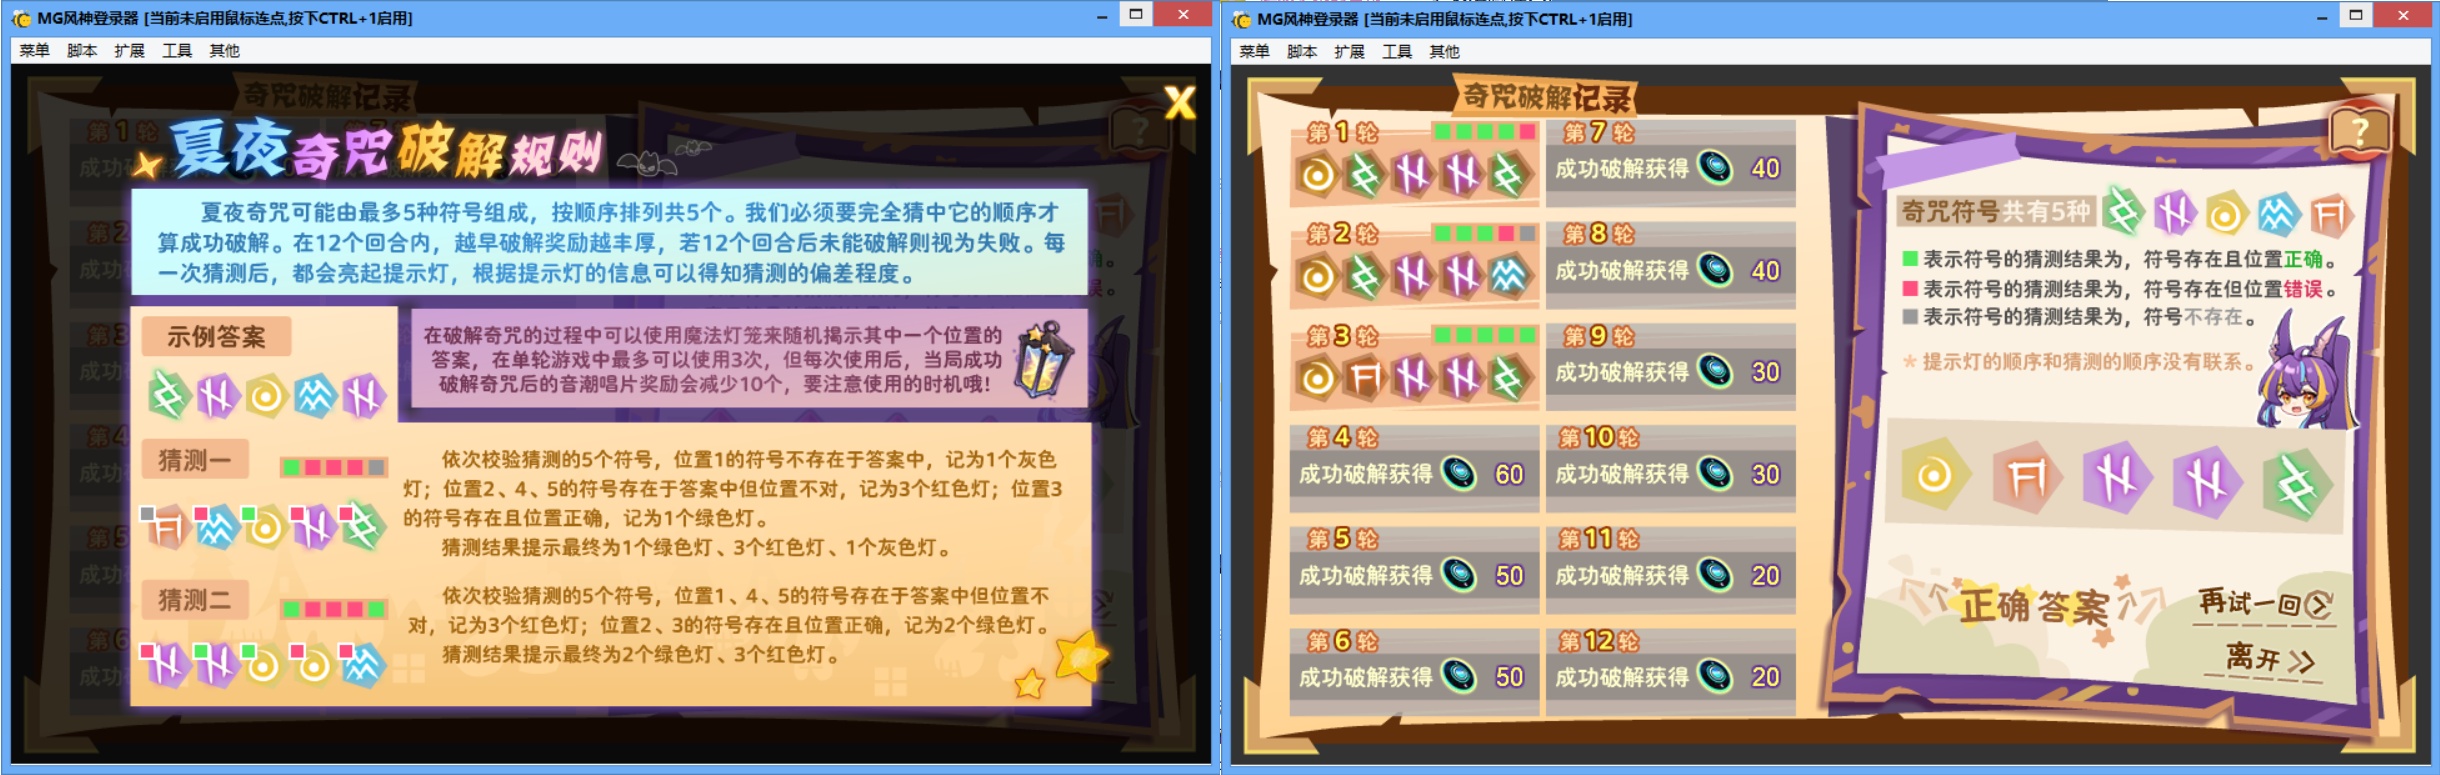 MG风神登录器 [当前未启用鼠标连点,按下CTRL+1启用]
菜单 脚本 扩展 工具 其他
奇咒破解记录
夏夜奇咒破解规则
夏夜奇咒可能由最多5种符号组成，按顺序排列共5个。我们必须要完全猜中它的顺序才
算成功破解。在12个回合内，越早破解奖励越丰厚，若12个回合后未能破解则视为失败。每
一次猜测后，都会亮起提示灯，根据提示灯的信息可以得知猜测的偏差程度。
示例答案
在破解奇咒的过程中可以使用魔法灯笼来随机揭示其中一个位置的
答案，在单轮游戏中最多可以使用3次，但每次使用后，当局成功
破解奇咒后的音潮唱片奖励会减少10个，要注意使用的时机哦！
猜测一
依次校验猜测的5个符号，位置1的符号不存在于答案中，记为1个灰色
灯；位置2、4、5的符号存在于答案中但位置不对，记为3个红色灯；位置3
的符号存在且位置正确，记为1个绿色灯。
猜测结果提示最终为1个绿色灯、3个红色灯、1个灰色灯。
猜测二
依次校验猜测的5个符号，位置1、4、5的符号存在于答案中但位置不
对，记为3个红色灯；位置2、3的符号存在且位置正确，记为2个绿色灯。
猜测结果提示最终为2个绿色灯、3个红色灯。
第1轮
第2轮
第3轮
第4轮
第5轮
第6轮
MG风神登录器 [当前未启用鼠标连点,按下CTRL+1启用]
菜单 脚本 扩展 工具 其他
奇咒破解记录
第1轮
第2轮
第3轮
第4轮
成功破解获得 60
第5轮
成功破解获得 50
第6轮
成功破解获得 50
第7轮
成功破解获得 40
第8轮
成功破解获得 40
第9轮
成功破解获得 30
第10轮
成功破解获得 30
第11轮
成功破解获得 20
第12轮
成功破解获得 20
?
奇咒符号共有5种
表示符号的猜测结果为，符号存在且位置正确。
表示符号的猜测结果为，符号存在但位置错误。
表示符号的猜测结果为，符号不存在。
* 提示灯的顺序和猜测的顺序没有联系。
正确答案
再试一回
离开